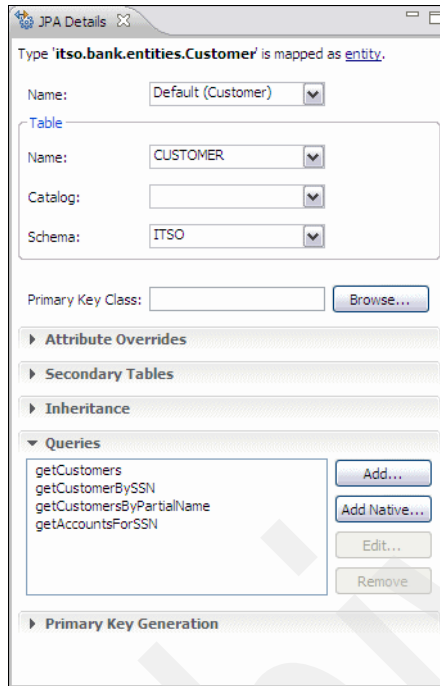 JPA Details
Type 'itso.bank.entities.Customer' is mapped as entity.
Name: Default (Customer)
Table
Name: CUSTOMER
Catalog:
Schema: ITSO
Primary Key Class: Browse...
Attribute Overrides
Secondary Tables
Inheritance
Queries
getCustomers
getCustomerBySSN
getCustomersByPartialName
getAccountsForSSN
Add...
Add Native...
Edit...
Remove
Primary Key Generation